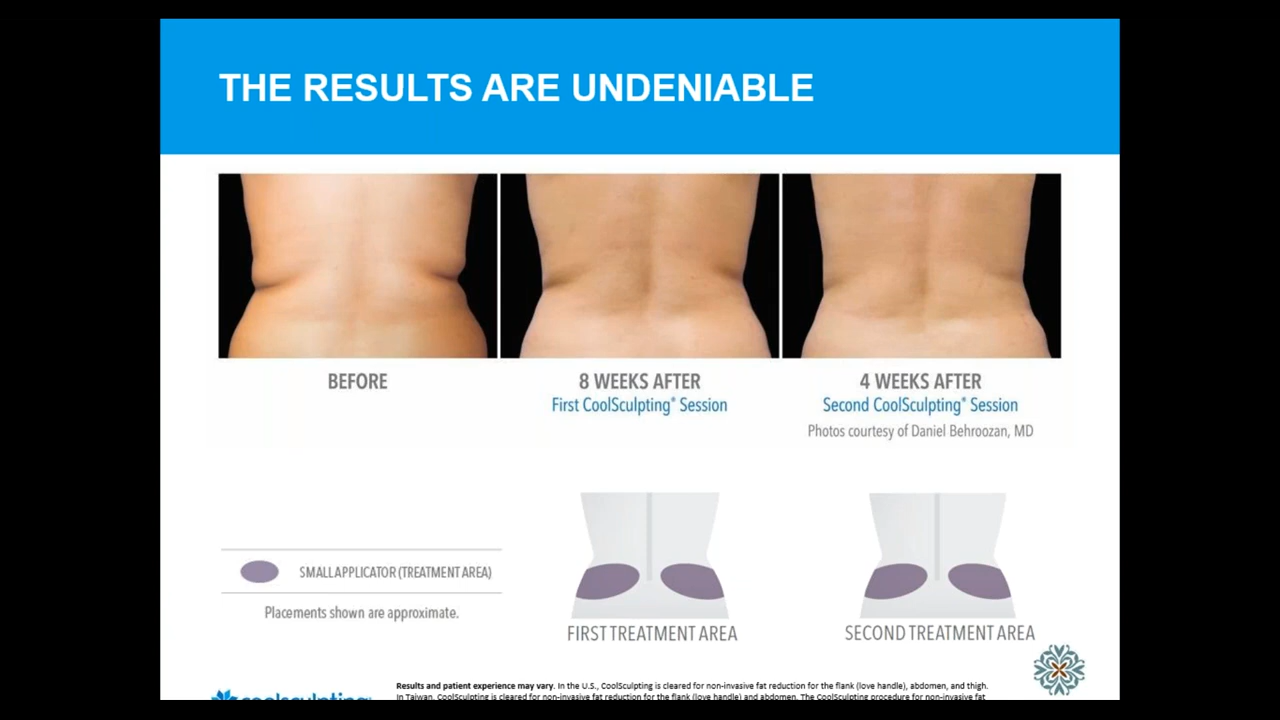 THE RESULTS ARE UNDENIABLE
BEFORE
8 WEEKS AFTER
First CoolSculpting® Session
4 WEEKS AFTER
Second CoolSculpting® Session
Photos courtesy of Daniel Behroozan, MD
SMALL APPLICATOR (TREATMENT AREA)
Placements shown are approximate.
FIRST TREATMENT AREA
SECOND TREATMENT AREA
coolsculpting
Results and patient experience may vary. In the U.S., CoolSculpting is cleared for non-invasive fat reduction for the flank (love handle), abdomen, and thigh.
In Taiwan, CoolSculpting is cleared for non-invasive fat reduction for the flank (love handle) and abdomen. The CoolSculpting procedure for non-invasive fat